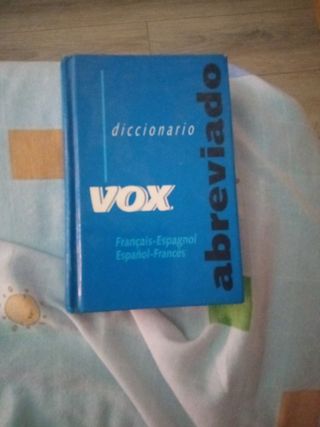 diccionario
VOX
Français-Espagnol
Español-Francés
abreviado